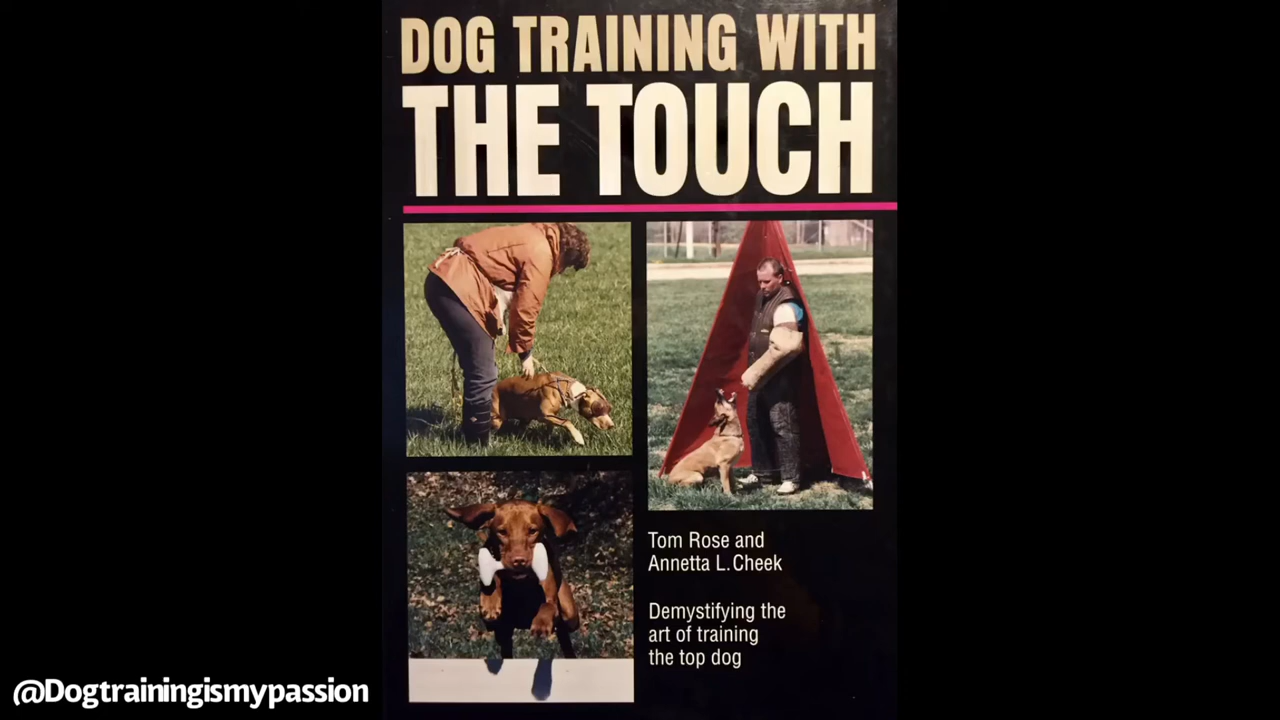 DOG TRAINING WITH
THE TOUCH
Tom Rose and
Annetta L. Cheek
Demystifying the
art of training
the top dog
@Dogtrainingismypassion